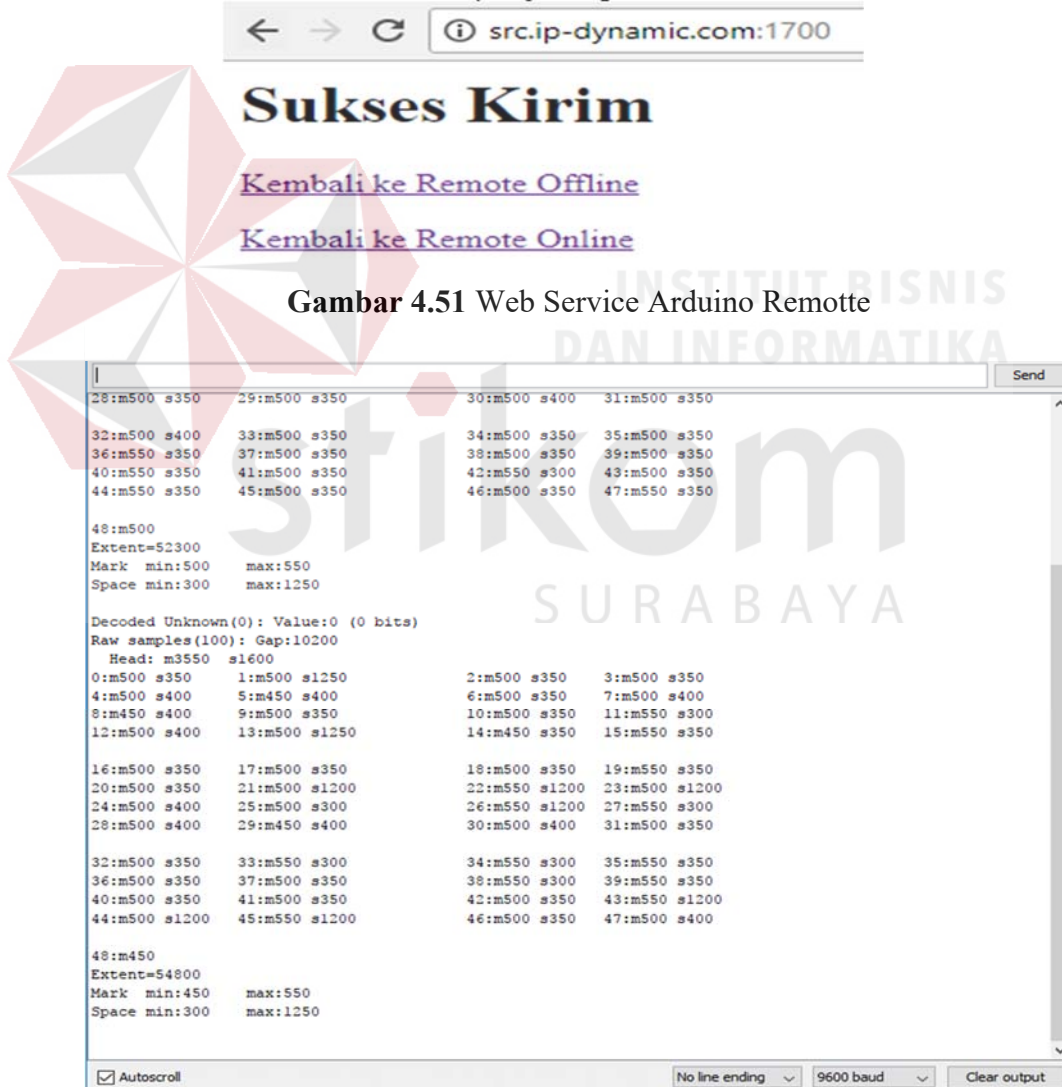 src.ip-dynamic.com:1700
Sukses Kirim
Kembali ke Remote Offline
Kembali ke Remote Online
INSTITUT BISNIS
DAN INFORMATIKA
Gambar 4.51 Web Service Arduino Remotte
stikom
SURABAYA
Send
28:m500 s350 29:m500 s350 30:m500 s400 31:m500 s350
32:m500 s400 33:m500 s350 34:m500 s350 35:m500 s350
36:m550 s350 37:m500 s350 38:m500 s350 39:m500 s350
40:m550 s350 41:m500 s350 42:m550 s300 43:m500 s350
44:m550 s350 45:m500 s350 46:m500 s350 47:m550 s350
48:m500
Extent=52300
Mark min:500 max:550
Space min:300 max:1250
Decoded Unknown(0): Value:0 (0 bits)
Raw samples(100): Gap:10200
Head: m3550 s1600
0:m500 s350 1:m500 s1250 2:m500 s350 3:m500 s350
4:m500 s400 5:m450 s400 6:m500 s350 7:m500 s400
8:m450 s400 9:m500 s350 10:m500 s350 11:m550 s300
12:m500 s400 13:m500 s1250 14:m450 s350 15:m550 s350
16:m500 s350 17:m500 s350 18:m500 s350 19:m550 s350
20:m500 s350 21:m500 s1200 22:m550 s1200 23:m500 s1200
24:m500 s400 25:m500 s300 26:m550 s1200 27:m550 s300
28:m500 s400 29:m450 s400 30:m500 s400 31:m500 s350
32:m500 s350 33:m550 s300 34:m550 s300 35:m550 s350
36:m500 s350 37:m500 s350 38:m550 s300 39:m550 s350
40:m500 s350 41:m500 s350 42:m500 s350 43:m550 s1200
44:m500 s1200 45:m550 s1200 46:m500 s350 47:m500 s400
48:m450
Extent=54800
Mark min:450 max:550
Space min:300 max:1250
Autoscroll
No line ending
9600 baud
Clear output